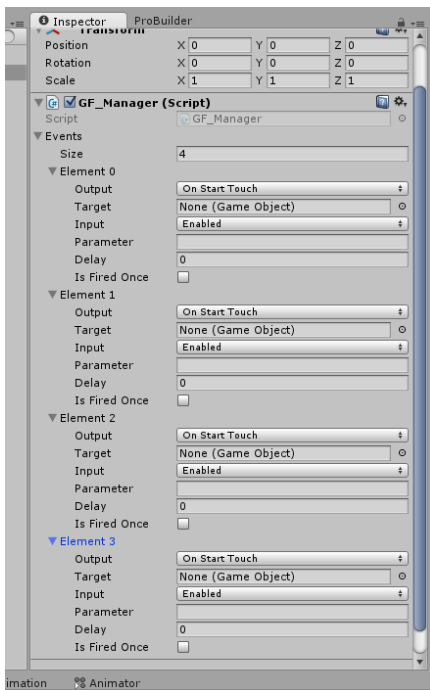 Inspector ProBuilder
Transform
Position X 0 Y 0 Z 0
Rotation X 0 Y 0 Z 0
Scale X 1 Y 1 Z 1
GF_Manager (Script)
Script GF_Manager
Events
Size 4
Element 0
Output On Start Touch
Target None (Game Object)
Input Enabled
Parameter
Delay 0
Is Fired Once
Element 1
Output On Start Touch
Target None (Game Object)
Input Enabled
Parameter
Delay 0
Is Fired Once
Element 2
Output On Start Touch
Target None (Game Object)
Input Enabled
Parameter
Delay 0
Is Fired Once
Element 3
Output On Start Touch
Target None (Game Object)
Input Enabled
Parameter
Delay 0
Is Fired Once
imation Animator